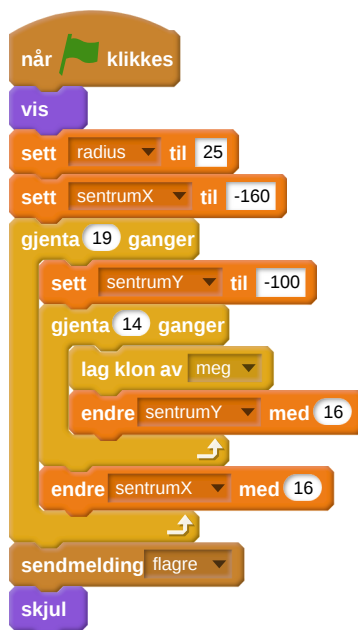 når klikkes
vis
sett radius til 25
sett sentrumX til -160
gjenta 19 ganger
sett sentrumY til -100
gjenta 14 ganger
lag klon av meg
endre sentrumY med 16
endre sentrumX med 16
sendmelding flagre
skjul